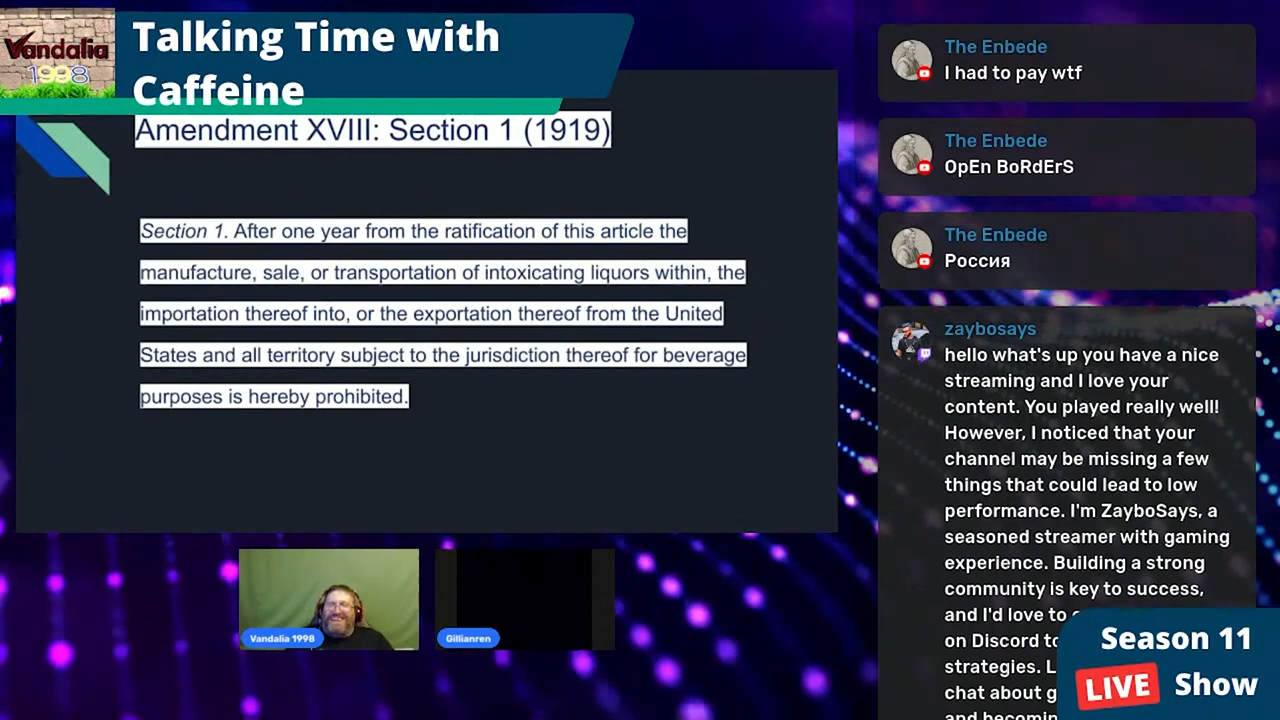 Vandalia
1998
Talking Time with
Caffeine
Amendment XVIII: Section 1 (1919)
Section 1. After one year from the ratification of this article the
manufacture, sale, or transportation of intoxicating liquors within, the
importation thereof into, or the exportation thereof from the United
States and all territory subject to the jurisdiction thereof for beverage
purposes is hereby prohibited.
Vandalia 1998
Gillianren
The Enbede
I had to pay wtf
The Enbede
OpEn BoRdErS
The Enbede
Россия
zaybosays
hello what's up you have a nice
streaming and I love your
content. You played really well!
However, I noticed that your
channel may be missing a few
things that could lead to low
performance. I'm ZayboSays, a
seasoned streamer with gaming
experience. Building a strong
community is key to success,
and I'd love to
on Discord to
strategies. L
chat about g
and becomin
Season 11
LIVE Show